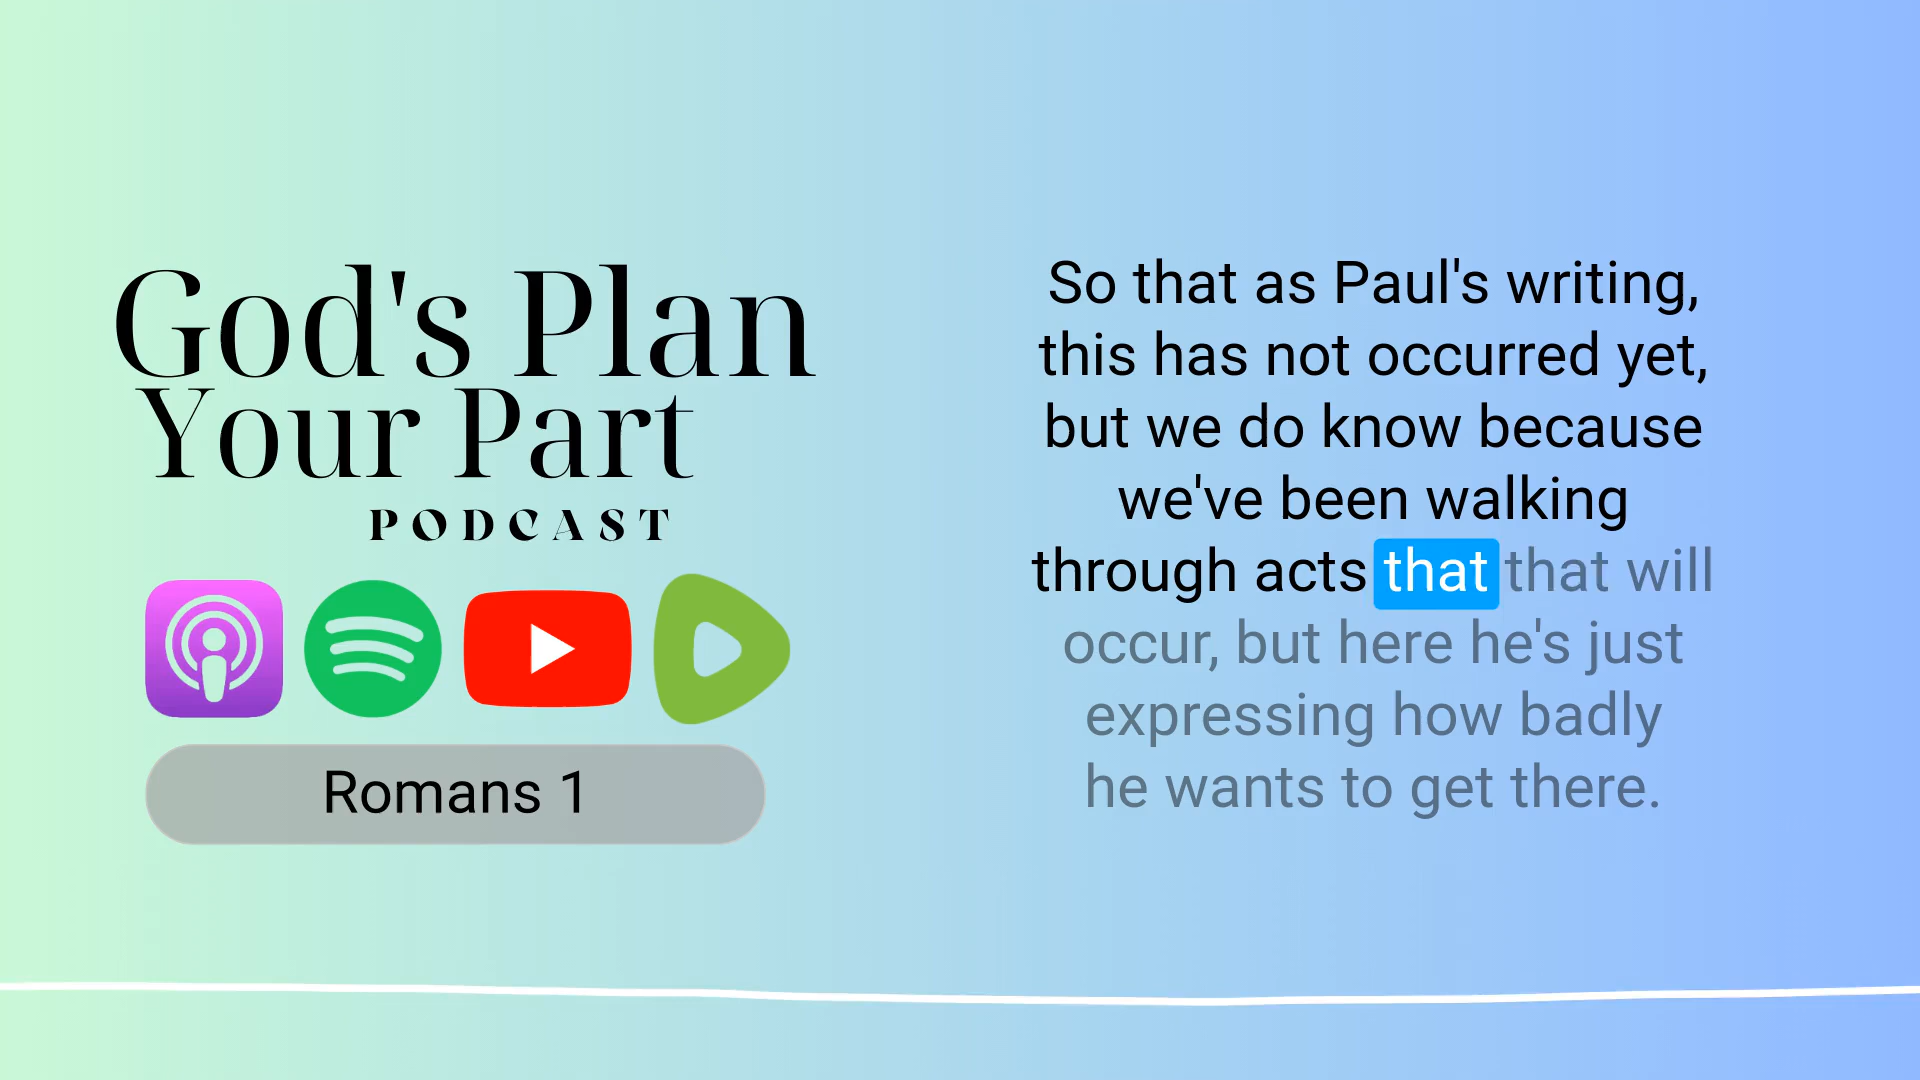 God's Plan
Your Part
PODCAST
Romans 1
So that as Paul's writing,
this has not occurred yet,
but we do know because
we've been walking
through acts that that will
occur, but here he's just
expressing how badly
he wants to get there.